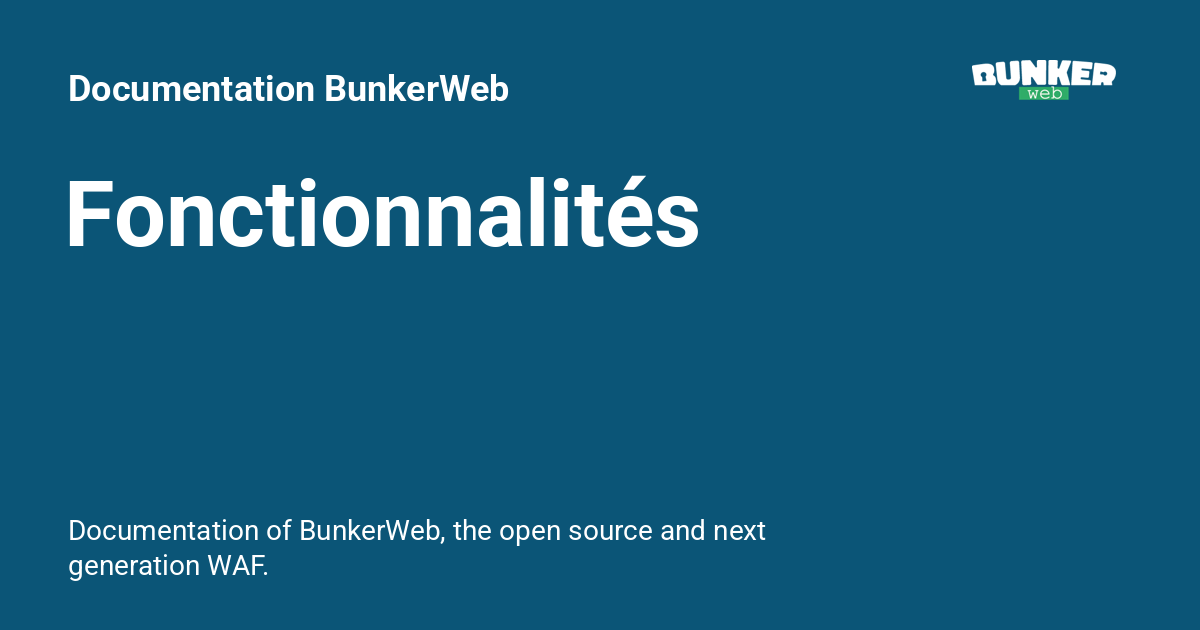 Documentation BunkerWeb
BUNKER
web
Fonctionnalités
Documentation of BunkerWeb, the open source and next
generation WAF.